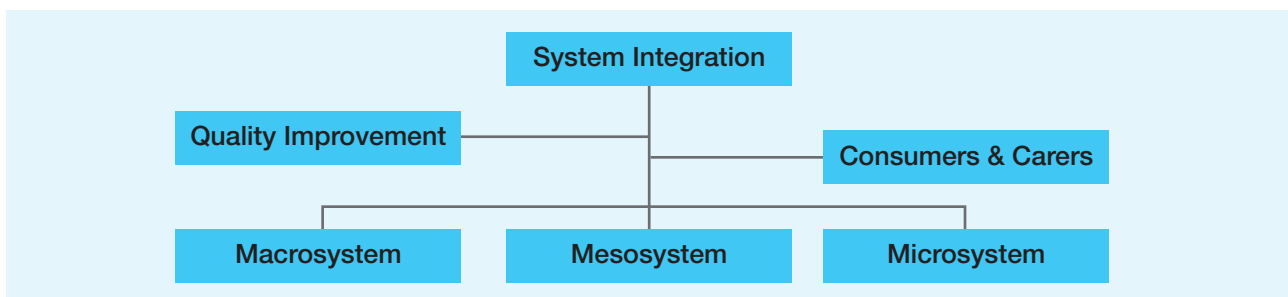 System Integration
Quality Improvement
Consumers & Carers
Macrosystem
Mesosystem
Microsystem